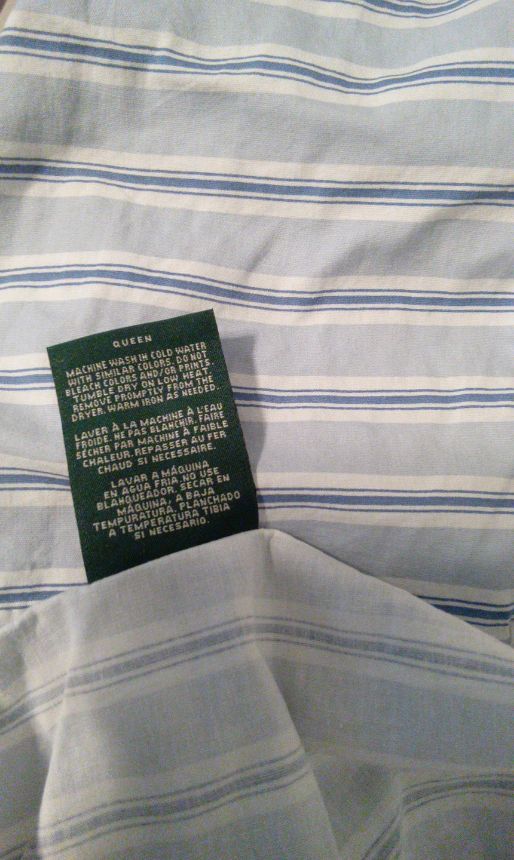 QUEEN
MACHINE WASH IN COLD WATER
WITH SIMILAR COLORS. DO NOT
BLEACH COLORS AND/OR PRINTS.
TUMBLE DRY ON LOW HEAT.
REMOVE PROMPTLY FROM THE
DRYER. WARM IRON AS NEEDED.
LAVER À LA MACHINE À L'EAU
FROIDE. NE PAS BLANCHIR. FAIRE
SÉCHER PAR MACHINE À FAIBLE
CHALEUR. REPASSER AU FER
CHAUD SI NECESSAIRE.
LAVAR A MÁQUINA
EN AGUA FRIA. NO USE
BLANQUEADOR. SECAR EN
MÁQUINA, A BAJA
TEMPURATURA. PLANCHADO
A TEMPERATURA TIBIA
SI NECESARIO.